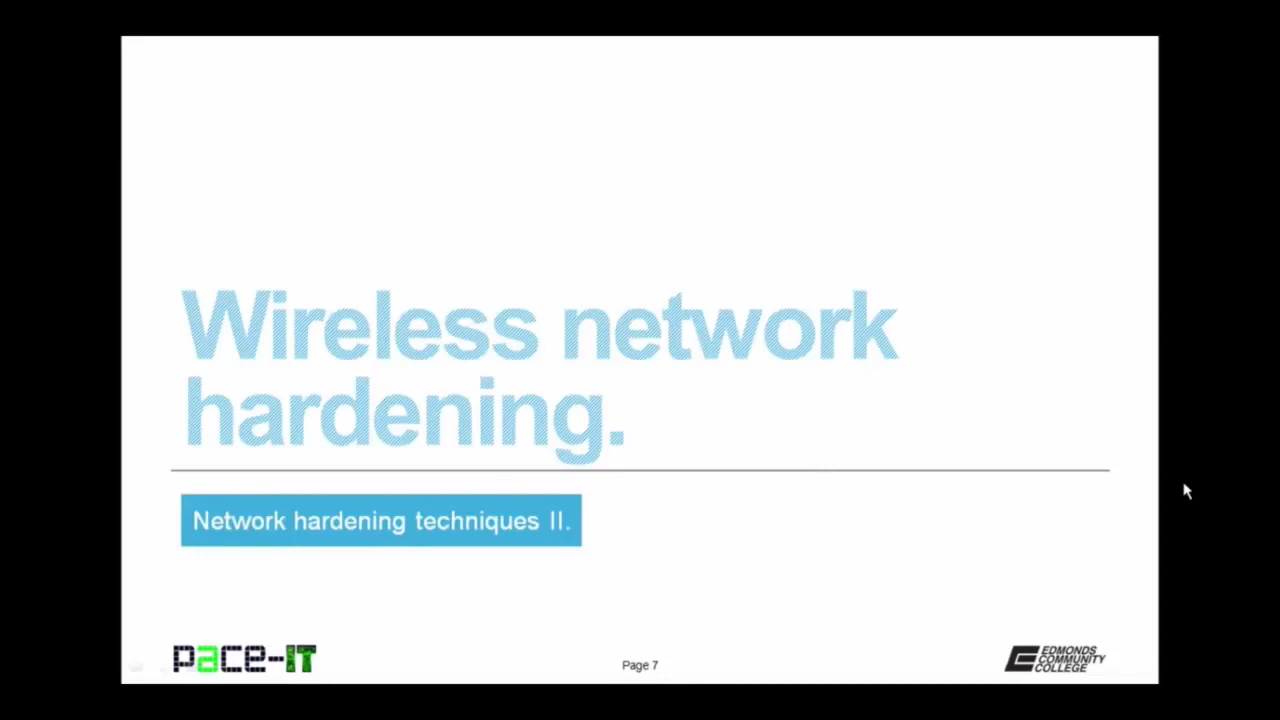 Wireless network
hardening.
Network hardening techniques II.
pace-IT
Page 7
EDMONDS
COMMUNITY
COLLEGE